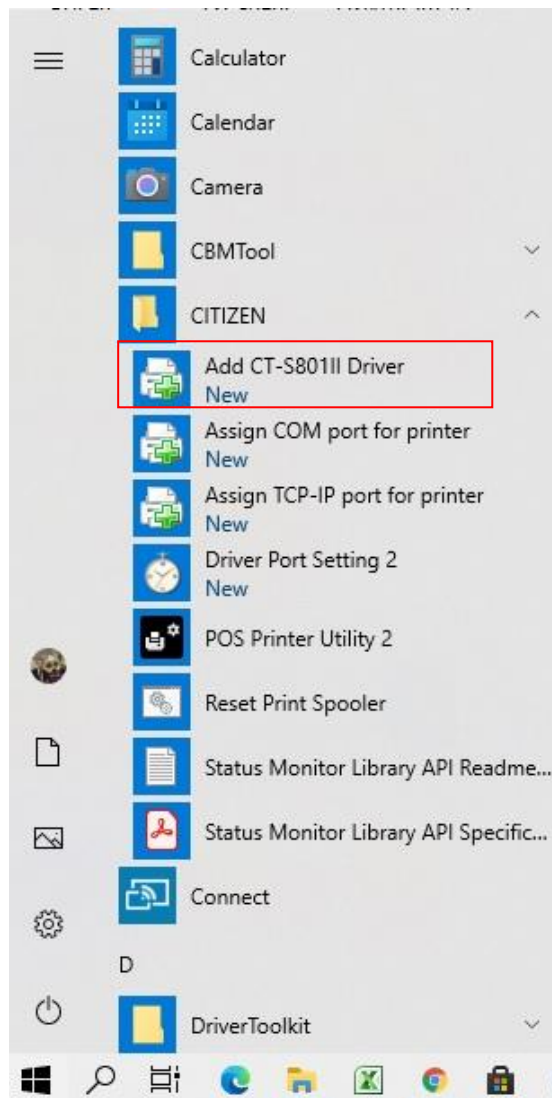 Calculator
Calendar
Camera
CBMTool
CITIZEN
Add CT-S801II Driver
New
Assign COM port for printer
New
Assign TCP-IP port for printer
New
Driver Port Setting 2
New
POS Printer Utility 2
Reset Print Spooler
Status Monitor Library API Readme...
Status Monitor Library API Specific...
Connect
D
DriverToolkit